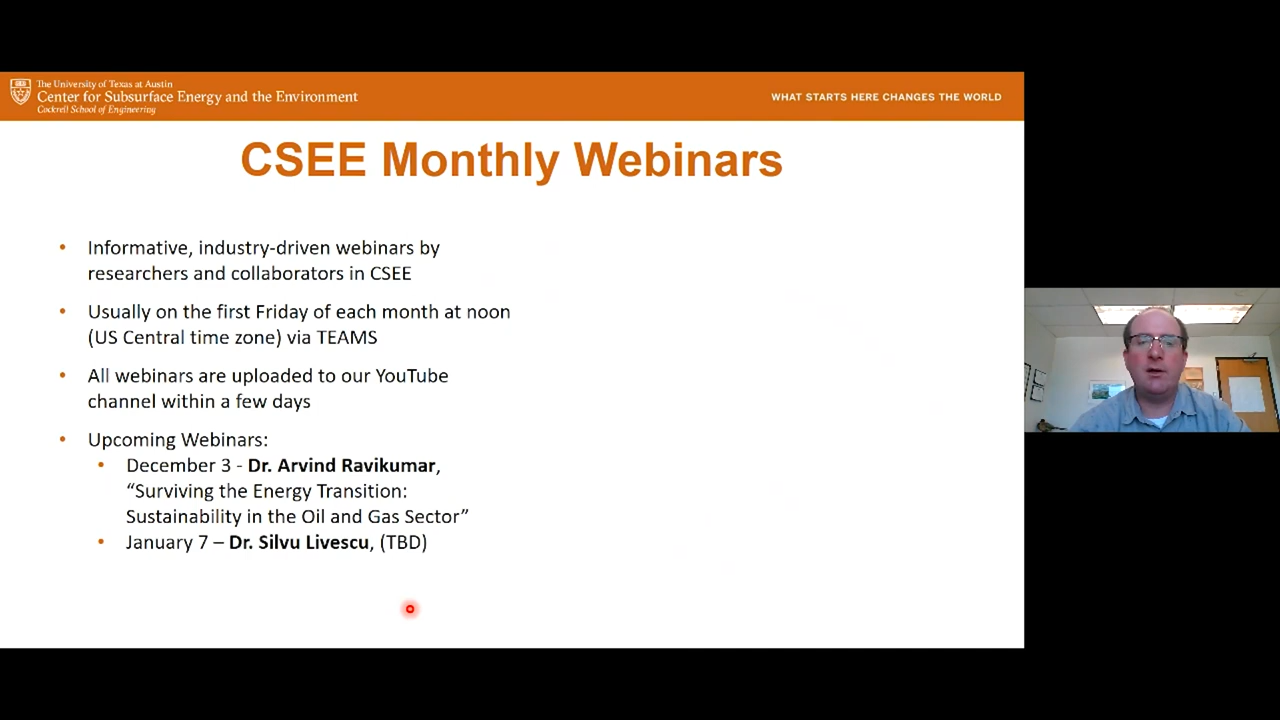 The University of Texas at Austin
Center for Subsurface Energy and the Environment
Cockrell School of Engineering
WHAT STARTS HERE CHANGES THE WORLD
CSEE Monthly Webinars
• Informative, industry-driven webinars by
researchers and collaborators in CSEE
• Usually on the first Friday of each month at noon
(US Central time zone) via TEAMS
• All webinars are uploaded to our YouTube
channel within a few days
• Upcoming Webinars:
• December 3 - Dr. Arvind Ravikumar,
“Surviving the Energy Transition:
Sustainability in the Oil and Gas Sector”
• January 7 – Dr. Silvu Livescu, (TBD)